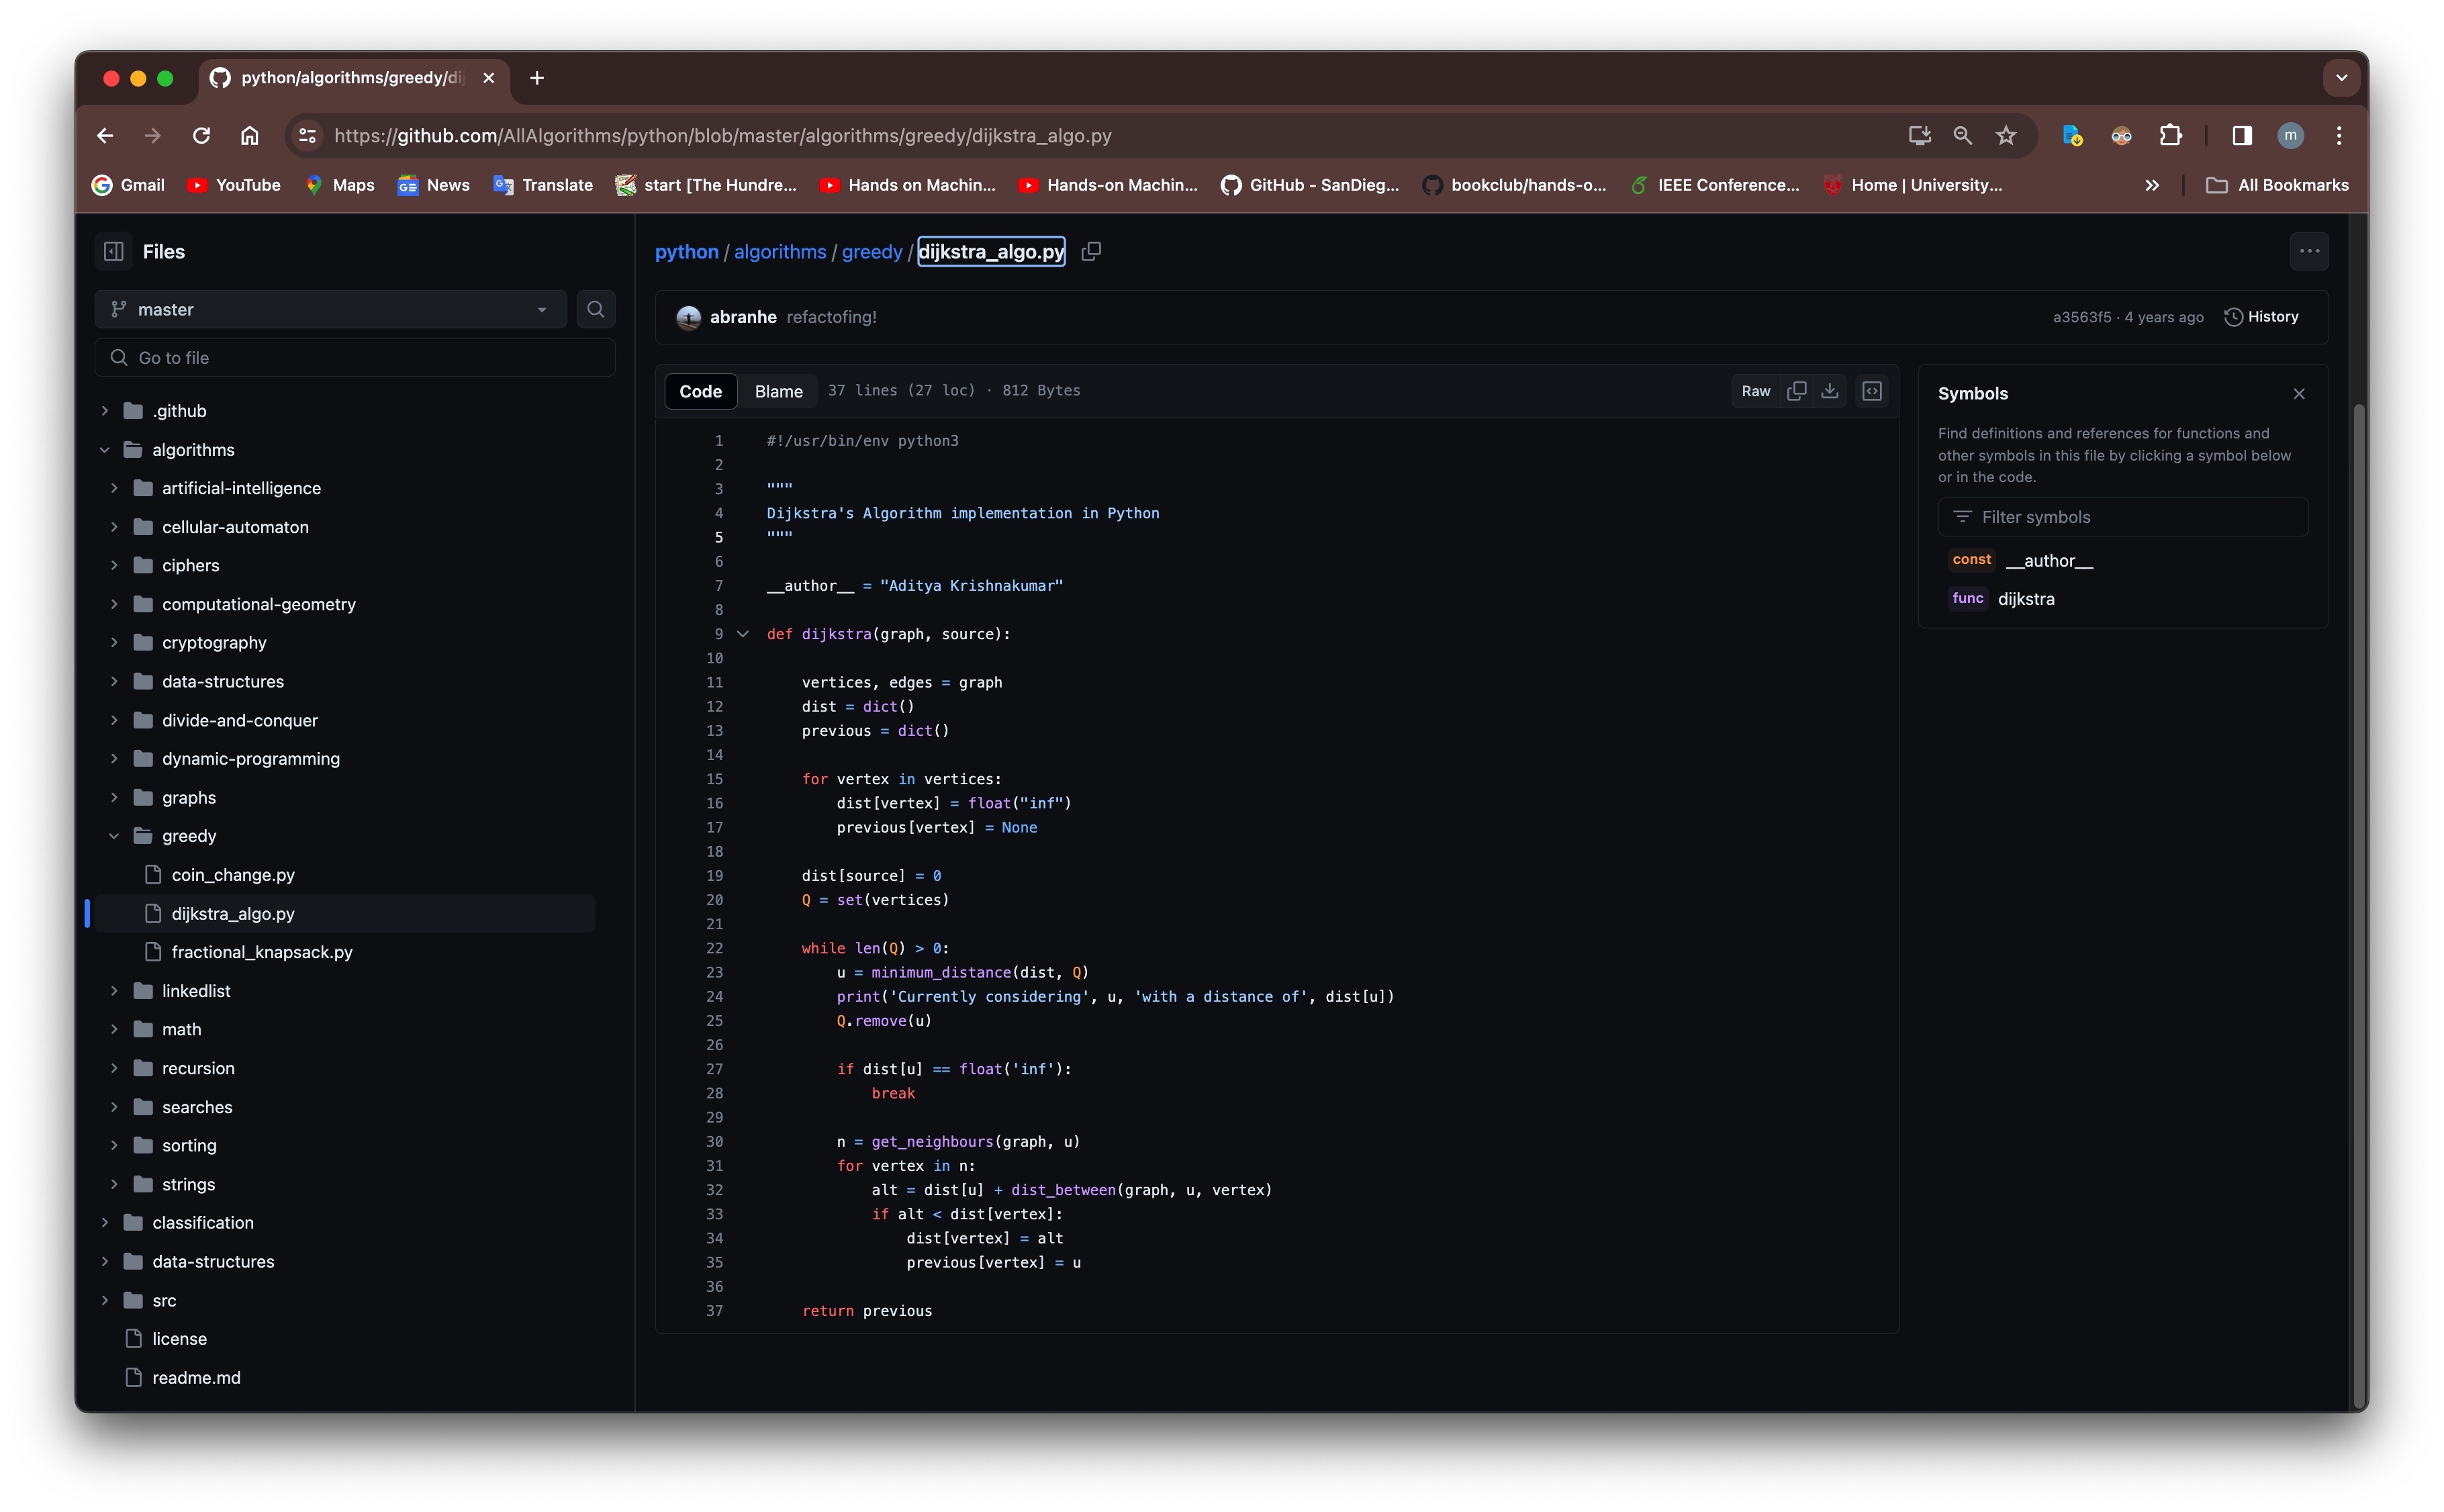 python/algorithms/greedy/dij
https://github.com/AllAlgorithms/python/blob/master/algorithms/greedy/dijkstra_algo.py
m
Gmail YouTube Maps News Translate start [The Hundre... Hands on Machin... Hands-on Machin... GitHub - SanDieg... bookclub/hands-o... IEEE Conference... Home | University... All Bookmarks
Files
master
Go to file
.github
algorithms
artificial-intelligence
cellular-automaton
ciphers
computational-geometry
cryptography
data-structures
divide-and-conquer
dynamic-programming
graphs
greedy
coin_change.py
dijkstra_algo.py
fractional_knapsack.py
linkedlist
math
recursion
searches
sorting
strings
classification
data-structures
src
license
readme.md
python / algorithms / greedy / dijkstra_algo.py
abranhe refactofing! a3563f5 · 4 years ago History
Code Blame 37 lines (27 loc) · 812 Bytes Raw
1 #!/usr/bin/env python3
2
3 """
4 Dijkstra's Algorithm implementation in Python
5 """
6
7 __author__ = "Aditya Krishnakumar"
8
9 def dijkstra(graph, source):
10
11     vertices, edges = graph
12     dist = dict()
13     previous = dict()
14
15     for vertex in vertices:
16         dist[vertex] = float("inf")
17         previous[vertex] = None
18
19     dist[source] = 0
20     Q = set(vertices)
21
22     while len(Q) > 0:
23         u = minimum_distance(dist, Q)
24         print('Currently considering', u, 'with a distance of', dist[u])
25         Q.remove(u)
26
27         if dist[u] == float('inf'):
28             break
29
30         n = get_neighbours(graph, u)
31         for vertex in n:
32             alt = dist[u] + dist_between(graph, u, vertex)
33             if alt < dist[vertex]:
34                 dist[vertex] = alt
35                 previous[vertex] = u
36
37     return previous
Symbols
Find definitions and references for functions and
other symbols in this file by clicking a symbol below
or in the code.
Filter symbols
const __author__
func dijkstra